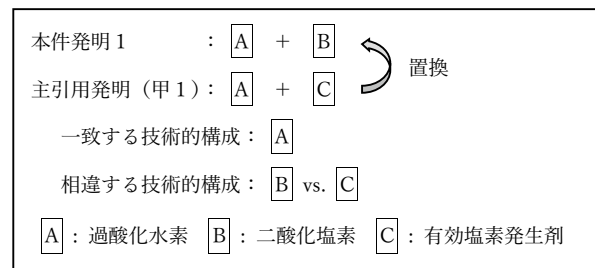 本件発明１ ： A ＋ B
置換
主引用発明（甲１）： A ＋ C
一致する技術的構成： A
相違する技術的構成： B vs. C
A ：過酸化水素 B ：二酸化塩素 C ：有効塩素発生剤